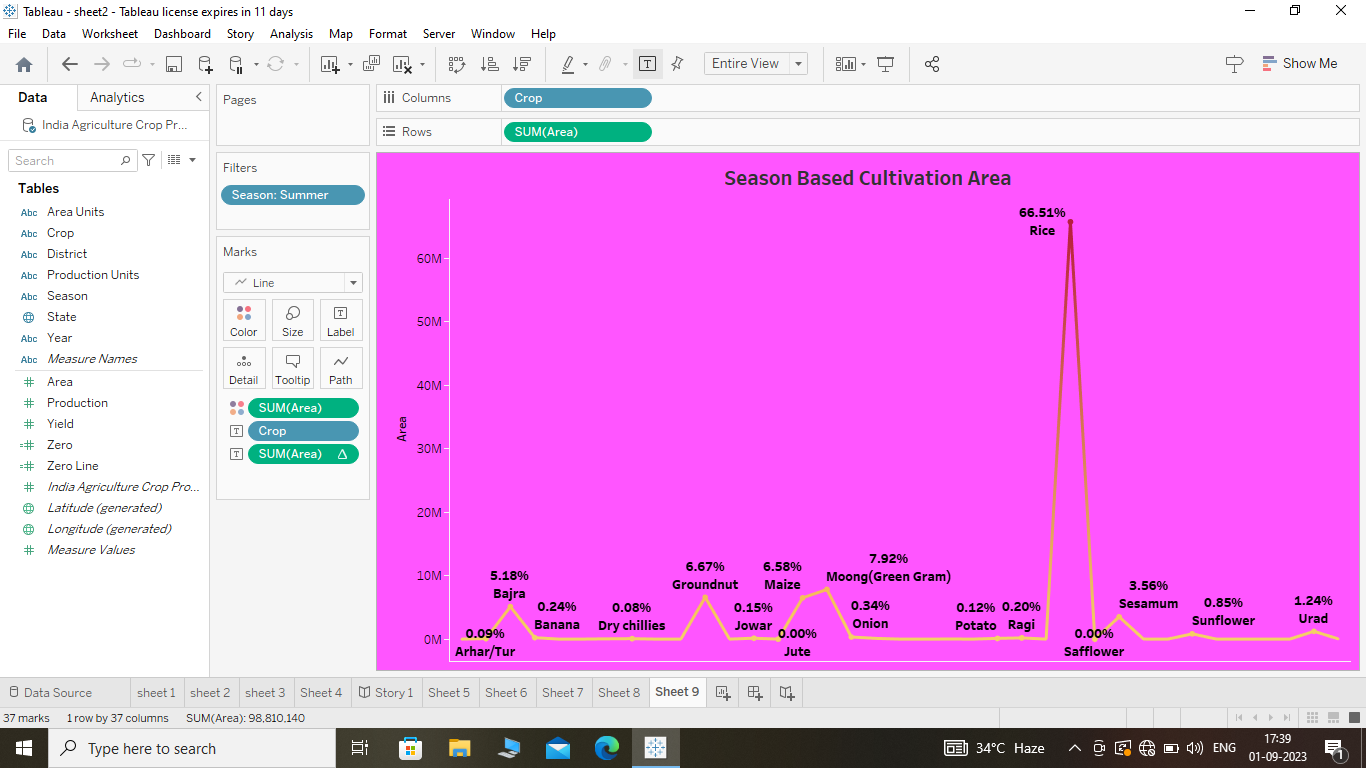 Tableau - sheet2 - Tableau license expires in 11 days
File Data Worksheet Dashboard Story Analysis Map Format Server Window Help
Entire View
Show Me
Data Analytics
India Agriculture Crop Pr...
Search
Tables
Abc Area Units
Abc Crop
Abc District
Abc Production Units
Abc Season
State
Abc Year
Abc Measure Names
Area
Production
Yield
Zero
Zero Line
India Agriculture Crop Pro...
Latitude (generated)
Longitude (generated)
Measure Values
Pages
Filters
Season: Summer
Marks
Line
Color Size Label
Detail Tooltip Path
SUM(Area)
Crop
SUM(Area)
Columns Crop
Rows SUM(Area)
Season Based Cultivation Area
Area
60M
50M
40M
30M
20M
10M
0M
0.09%
Arhar/Tur
5.18%
Bajra
0.24%
Banana
0.08%
Dry chillies
6.67%
Groundnut
0.15%
Jowar
0.00%
Jute
6.58%
Maize
7.92%
Moong(Green Gram)
0.34%
Onion
0.12%
Potato
0.20%
Ragi
66.51%
Rice
0.00%
Safflower
3.56%
Sesamum
0.85%
Sunflower
1.24%
Urad
Data Source sheet 1 sheet 2 sheet 3 Sheet 4 Story 1 Sheet 5 Sheet 6 Sheet 7 Sheet 8 Sheet 9
37 marks 1 row by 37 columns SUM(Area): 98,810,140
Type here to search
34°C Haze
ENG
17:39
01-09-2023
1